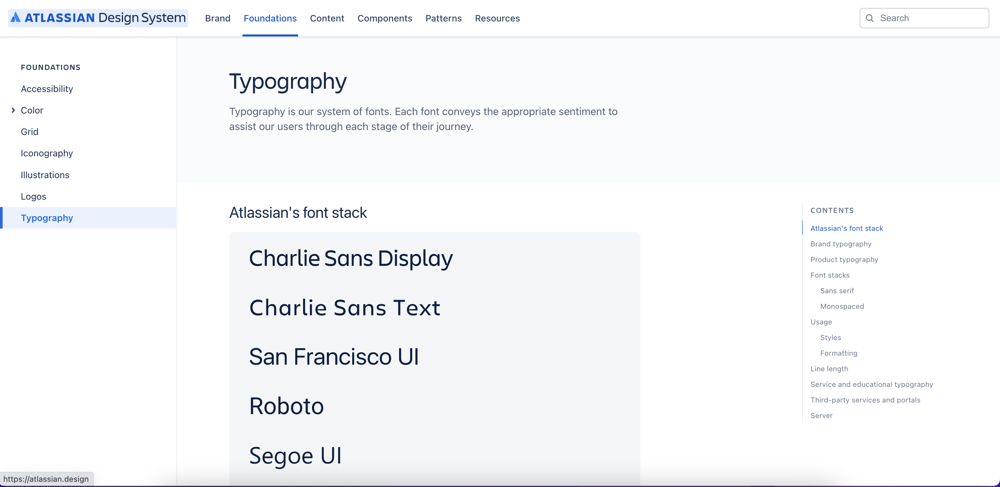 ATLASSIAN Design System
Brand
Foundations
Content
Components
Patterns
Resources
Search
FOUNDATIONS
Accessibility
Color
Grid
Iconography
Illustrations
Logos
Typography
Typography
Typography is our system of fonts. Each font conveys the appropriate sentiment to
assist our users through each stage of their journey.
Atlassian's font stack
Charlie Sans Display
Charlie Sans Text
San Francisco UI
Roboto
Segoe UI
CONTENTS
Atlassian's font stack
Brand typography
Product typography
Font stacks
Sans serif
Monospaced
Usage
Styles
Formatting
Line length
Service and educational typography
Third-party services and portals
Server
https://atlassian.design